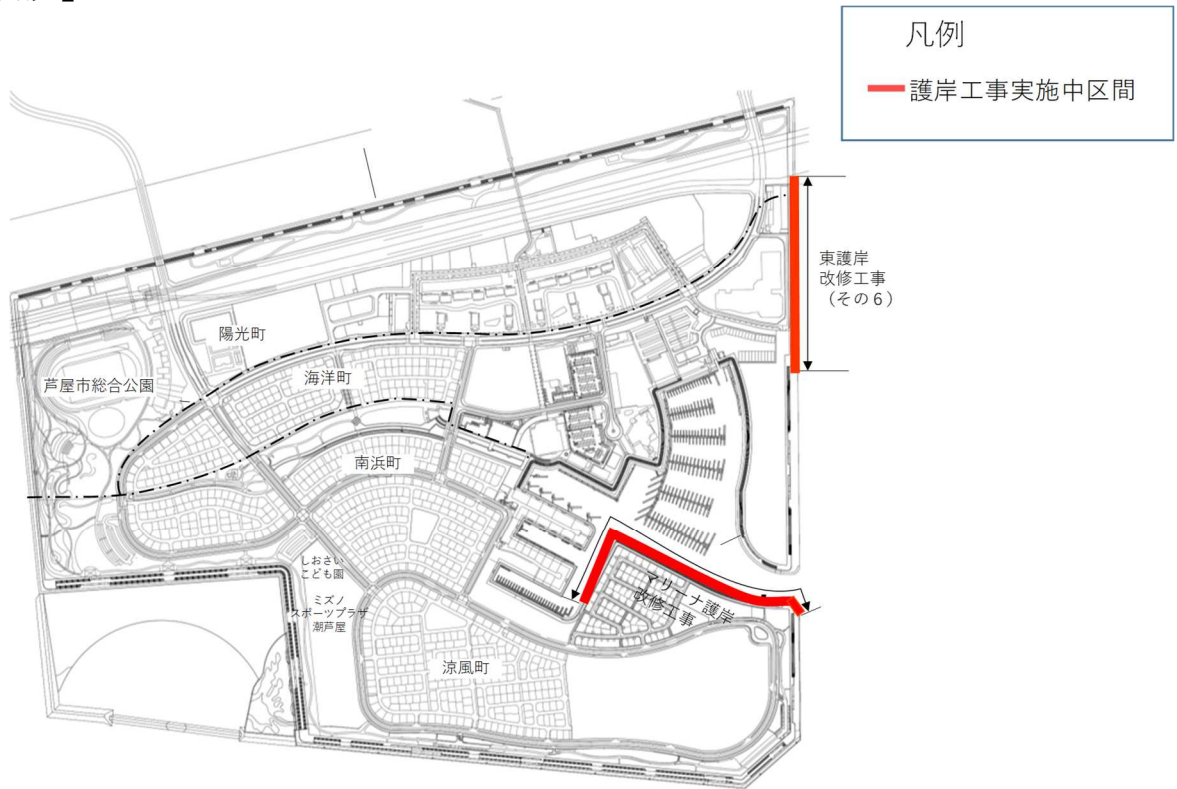 凡例
護岸工事実施中区間
東護岸
改修工事
（その６）
陽光町
海洋町
芦屋市総合公園
南浜町
しおさい
こども園
ミズノ
スポーツプラザ
潮芦屋
マリーナ護岸
改修工事
涼風町